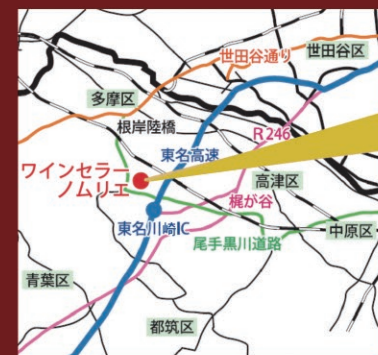 世田谷通り
世田谷区
多摩区
根岸陸橋
R246
東名高速
ワインセラー
ノムリエ
高津区
梶が谷
東名川崎IC
中原区
尾手黒川道路
青葉区
都筑区